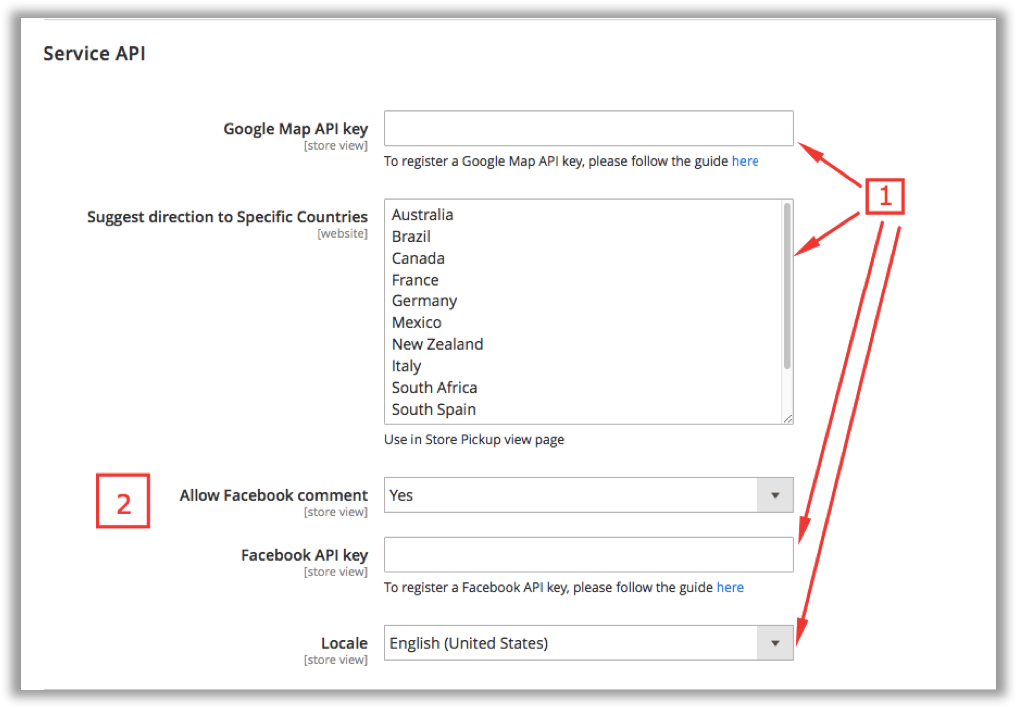 Service API
Google Map API key
[store view]
To register a Google Map API key, please follow the guide here
1
Suggest direction to Specific Countries
[website]
Australia
Brazil
Canada
France
Germany
Mexico
New Zealand
Italy
South Africa
South Spain
Use in Store Pickup view page
2
Allow Facebook comment
[store view]
Yes
Facebook API key
[store view]
To register a Facebook API key, please follow the guide here
Locale
[store view]
English (United States)